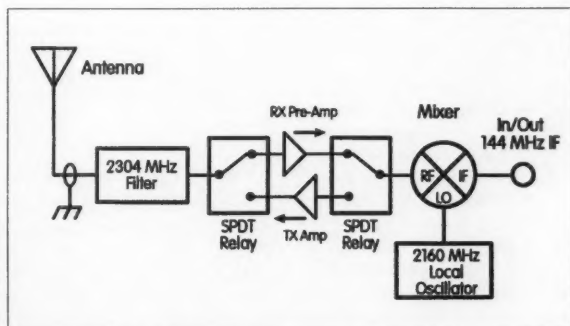 Antenna
2304 MHz
Filter
RX Pre-Amp
SPDT
Relay
TX Amp
SPDT
Relay
Mixer
RF
IF
LO
In/Out
144 MHz IF
2160 MHz
Local
Oscillator